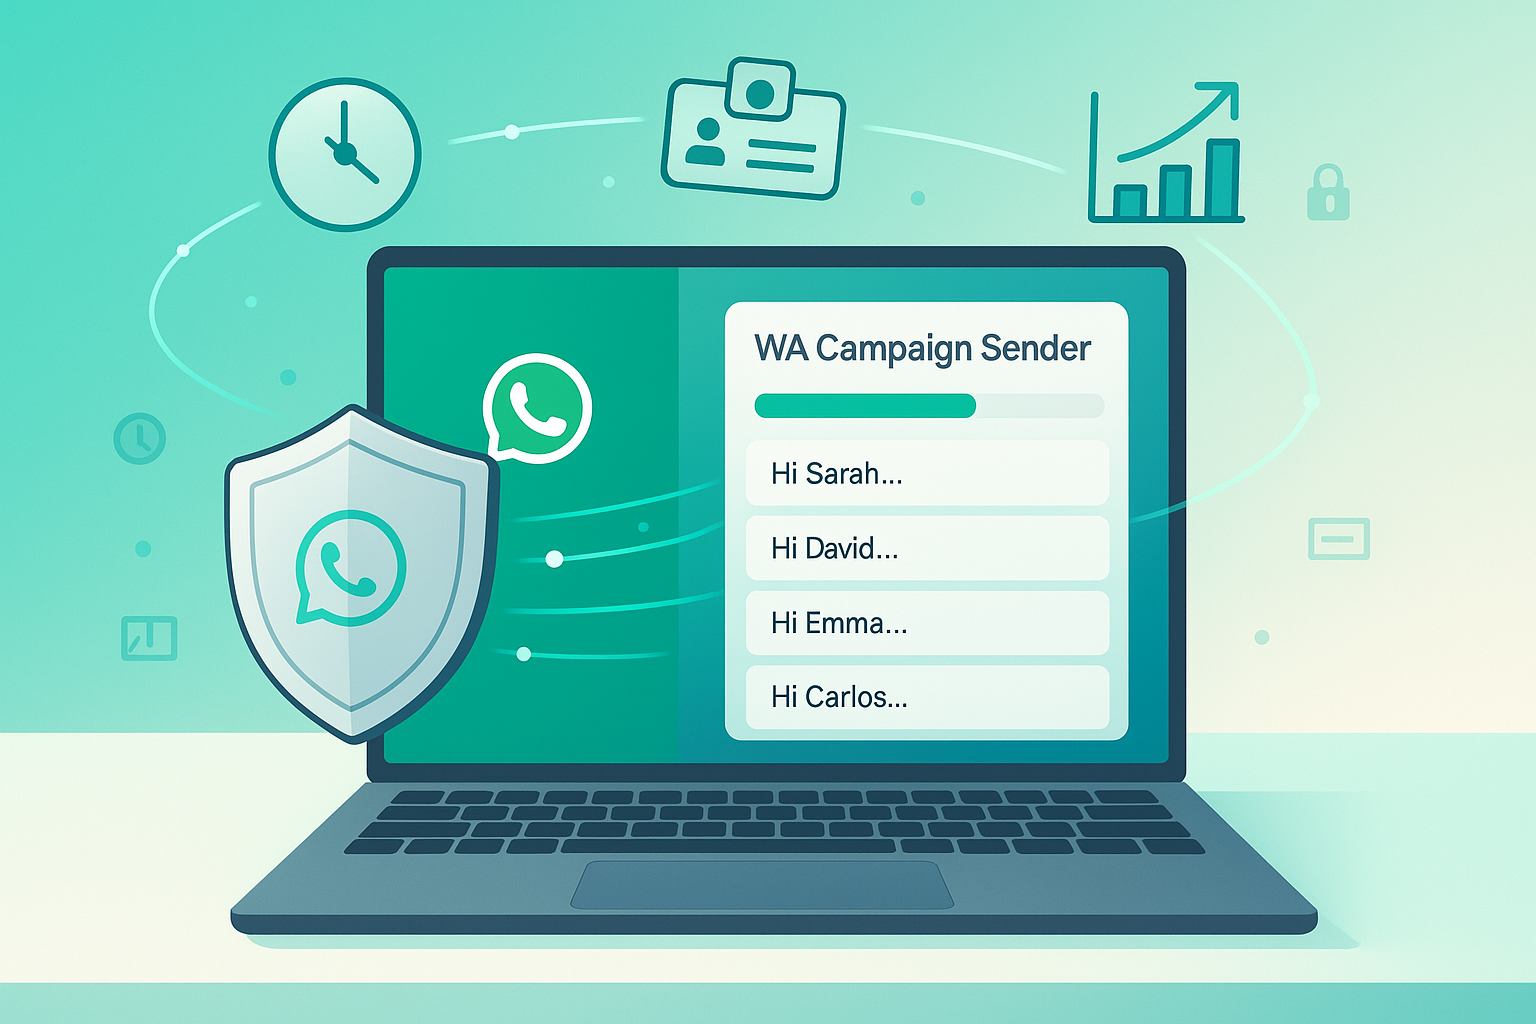 WA Campaign Sender
Hi Sarah...
Hi David...
Hi Emma...
Hi Carlos...